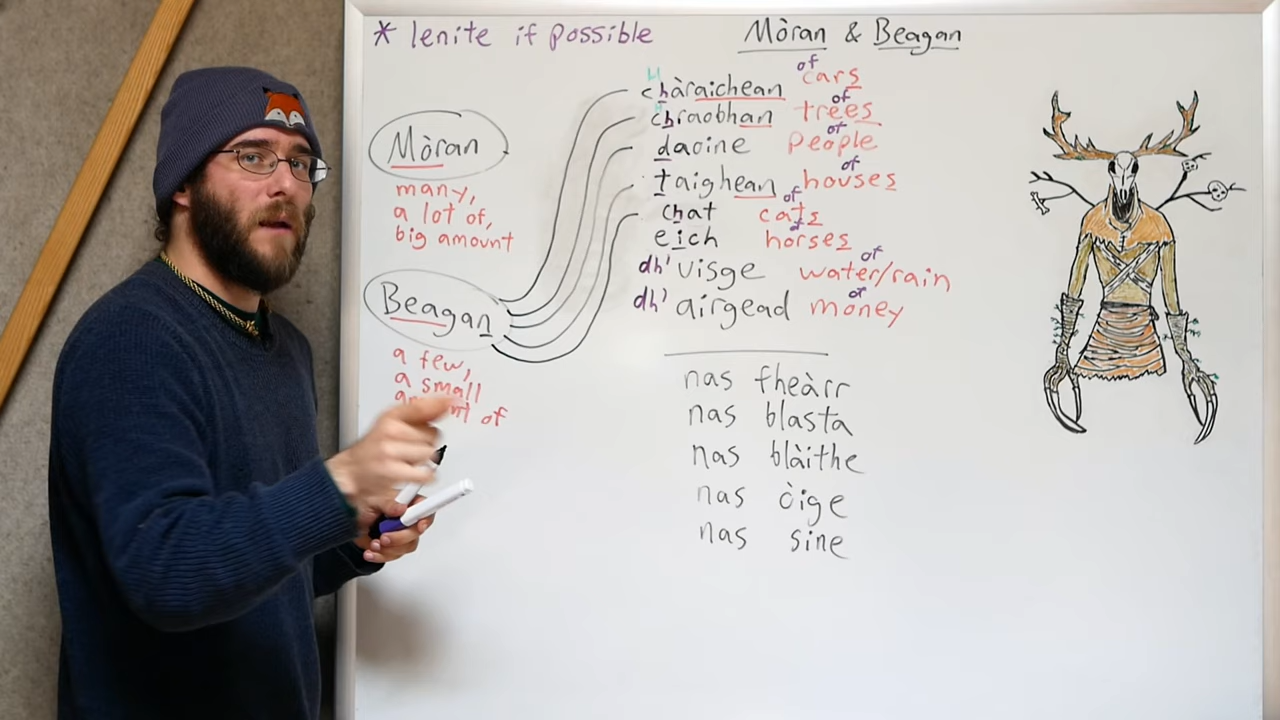 * lenite if possible
Mòran & Beagan
Mòran
many,
a lot of,
big amount
Beagan
a few,
a small
of
H
chàraichean of cars
chraobhan of trees
daoine of people
taighean of houses
chat of cats
eich of horses
dh' uisge of water/rain
dh' airgead of money
nas fheàrr
nas blasta
nas blàithe
nas òige
nas sine